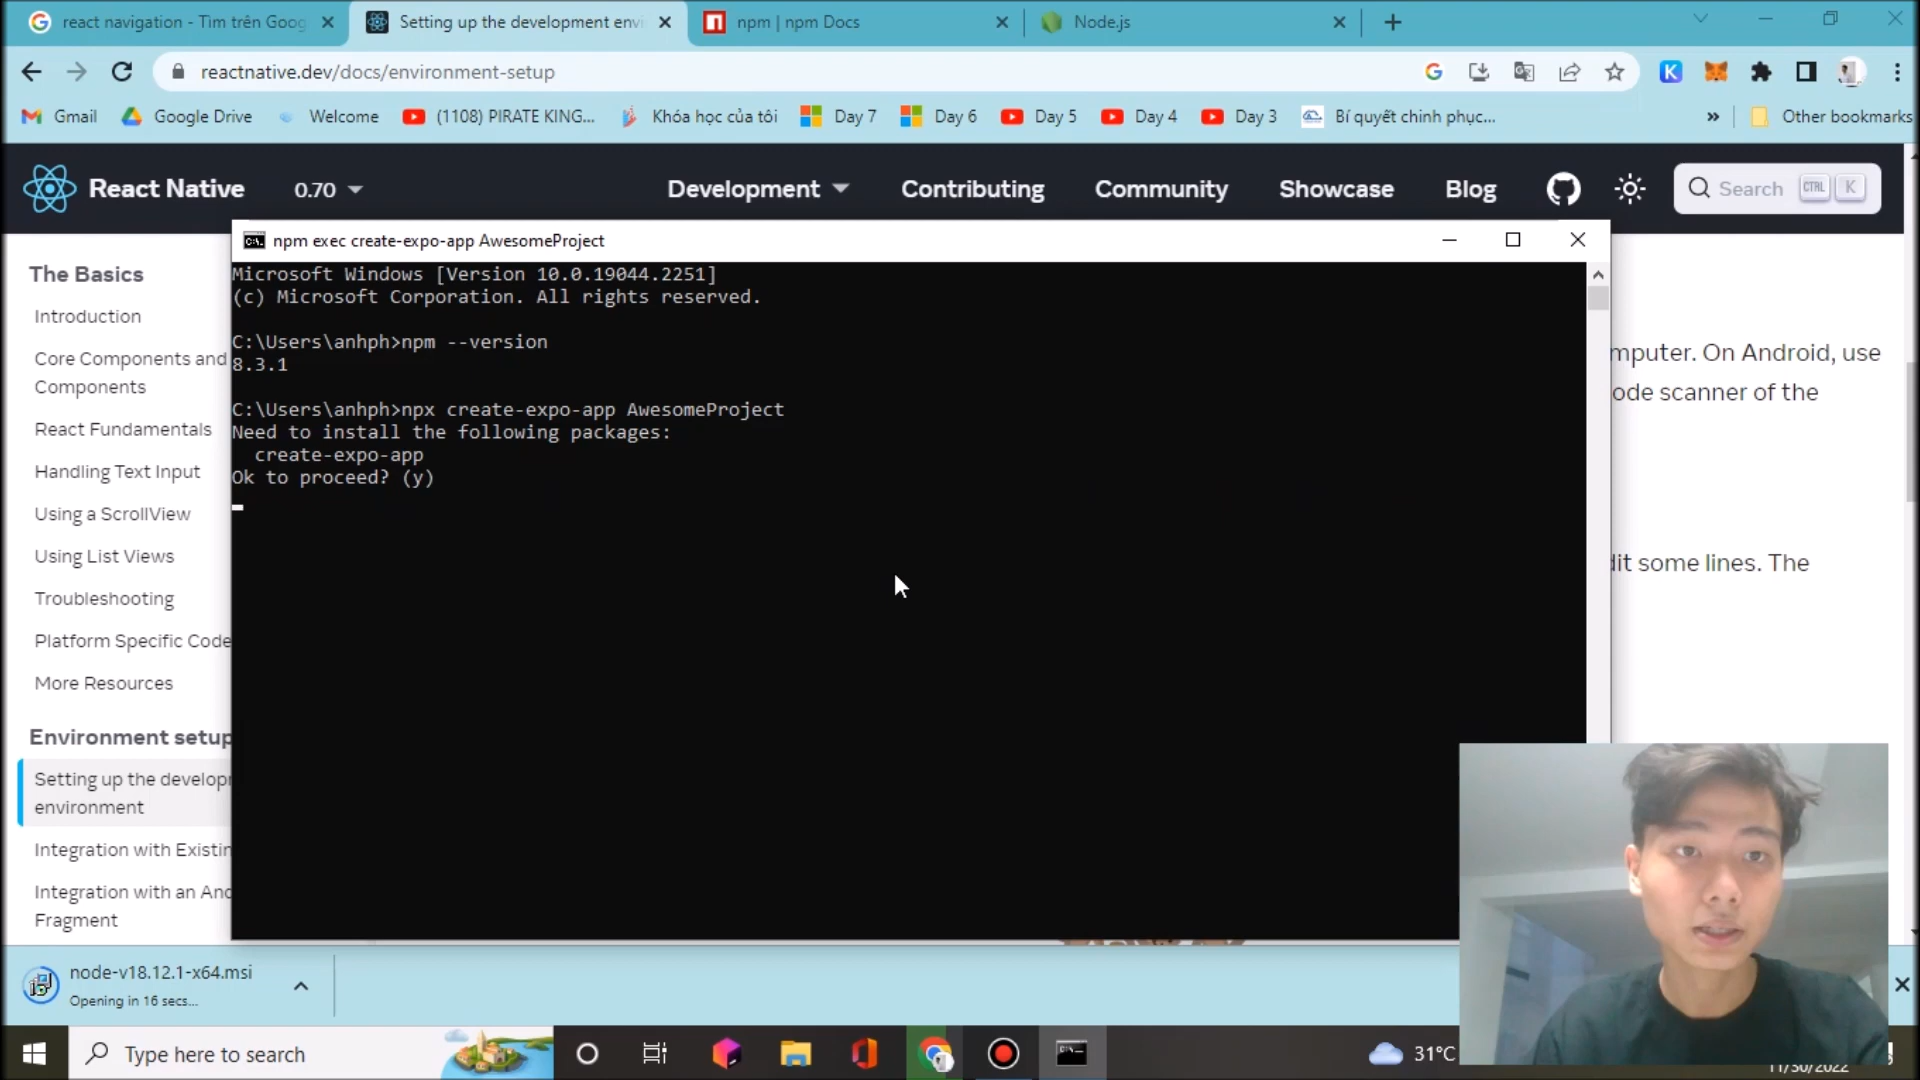 react navigation - Tìm trên Goog
Setting up the development envi
npm | npm Docs
Node.js
reactnative.dev/docs/environment-setup
Gmail
Google Drive
Welcome
(1108) PIRATE KING...
Khóa học của tôi
Day 7
Day 6
Day 5
Day 4
Day 3
Bí quyết chinh phục...
»
Other bookmarks
React Native
0.70
Development
Contributing
Community
Showcase
Blog
Search
CTRL
K
npm exec create-expo-app AwesomeProject
Microsoft Windows [Version 10.0.19044.2251]
(c) Microsoft Corporation. All rights reserved.
C:\Users\anhph>npm --version
8.3.1
C:\Users\anhph>npx create-expo-app AwesomeProject
Need to install the following packages:
create-expo-app
Ok to proceed? (y)
The Basics
Introduction
Core Components and
Components
React Fundamentals
Handling Text Input
Using a ScrollView
Using List Views
Troubleshooting
Platform Specific Code
More Resources
Environment setup
Setting up the develop
environment
Integration with Existin
Integration with an And
Fragment
mputer. On Android, use
ode scanner of the
dit some lines. The
node-v18.12.1-x64.msi
Opening in 16 secs...
Type here to search
31°C
11/30/2022